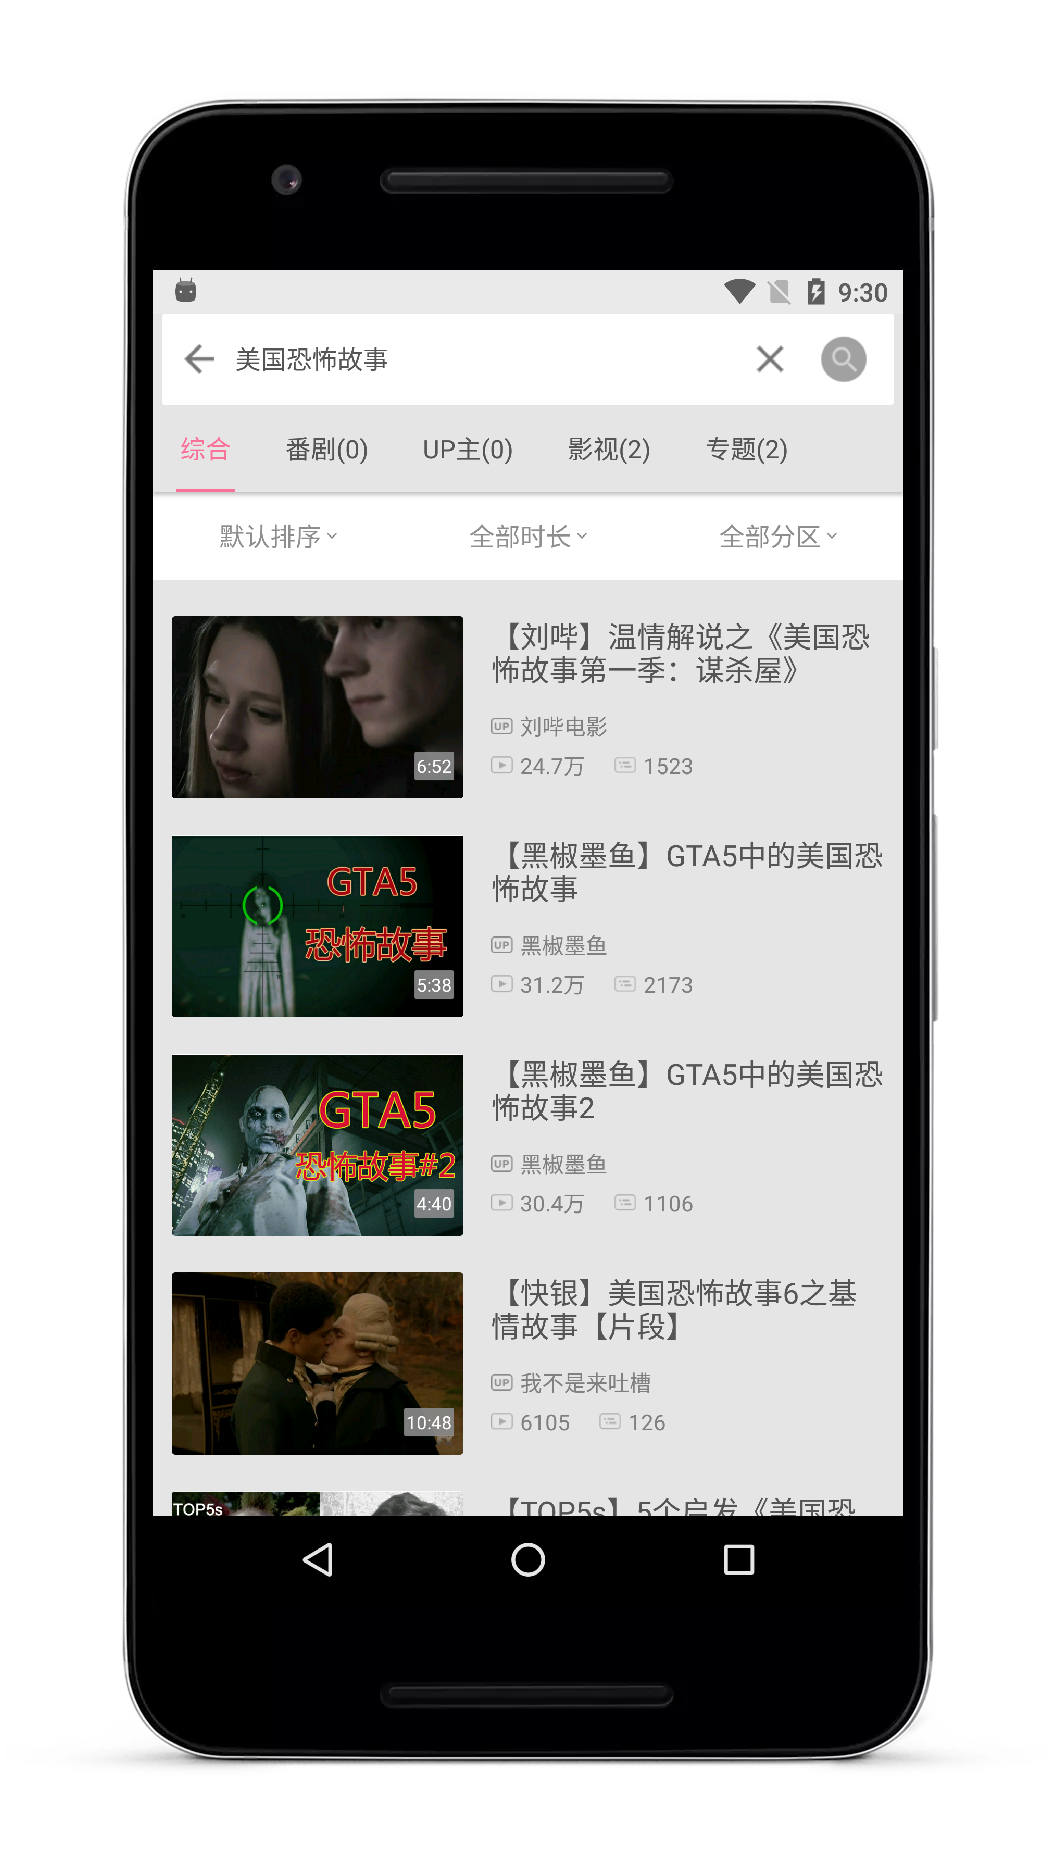 9:30
美国恐怖故事
综合 番剧(0) UP主(0) 影视(2) 专题(2)
默认排序 全部时长 全部分区
6:52
【刘哔】温情解说之《美国恐
怖故事第一季：谋杀屋》
UP 刘哔电影
24.7万 1523
GTA5
恐怖故事
5:38
【黑椒墨鱼】GTA5中的美国恐
怖故事
UP 黑椒墨鱼
31.2万 2173
GTA5
恐怖故事#2
4:40
【黑椒墨鱼】GTA5中的美国恐
怖故事2
UP 黑椒墨鱼
30.4万 1106
10:48
【快银】美国恐怖故事6之基
情故事【片段】
UP 我不是来吐槽
6105 126
TOP5s
【TOP5s】5个启发《美国恐